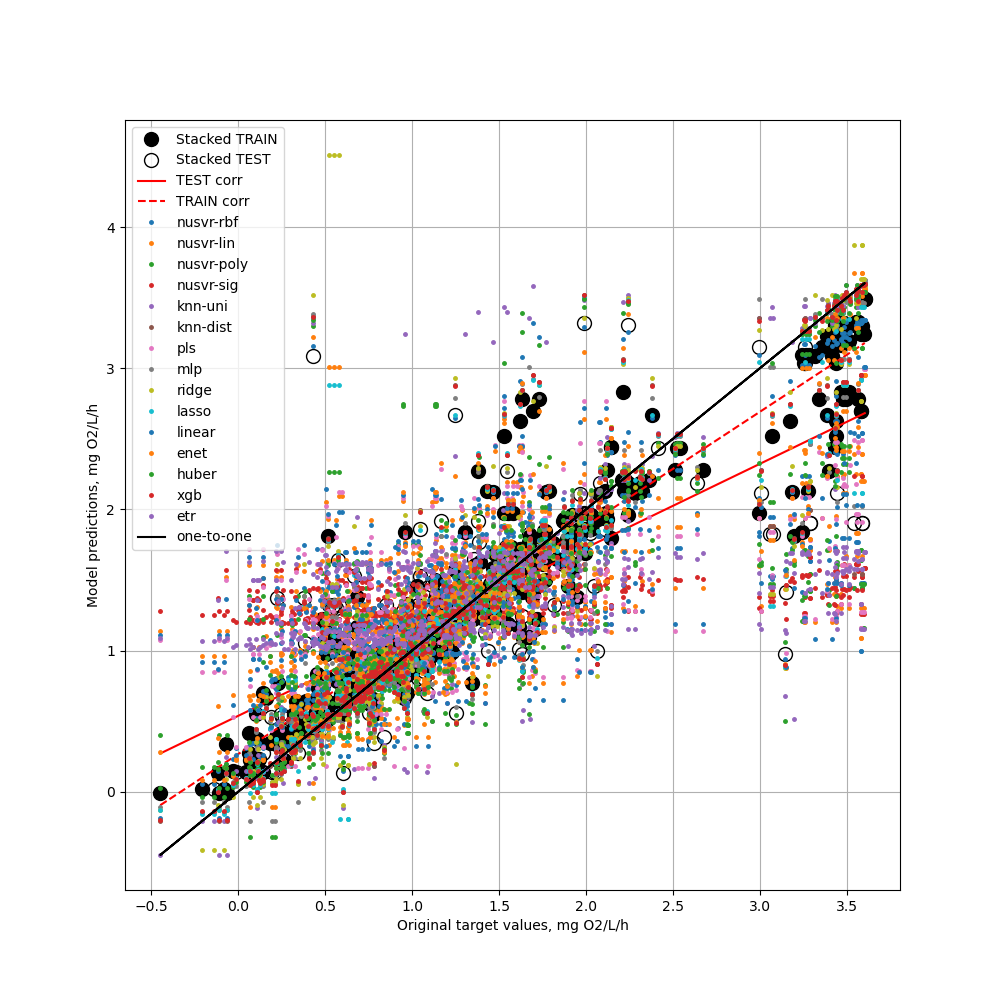 Stacked TRAIN
Stacked TEST
TEST corr
TRAIN corr
nusvr-rbf
nusvr-lin
nusvr-poly
nusvr-sig
knn-uni
knn-dist
pls
mlp
ridge
lasso
linear
enet
huber
xgb
etr
one-to-one
Model predictions, mg O2/L/h
4
3
2
1
0
−0.5 0.0 0.5 1.0 1.5 2.0 2.5 3.0 3.5
Original target values, mg O2/L/h